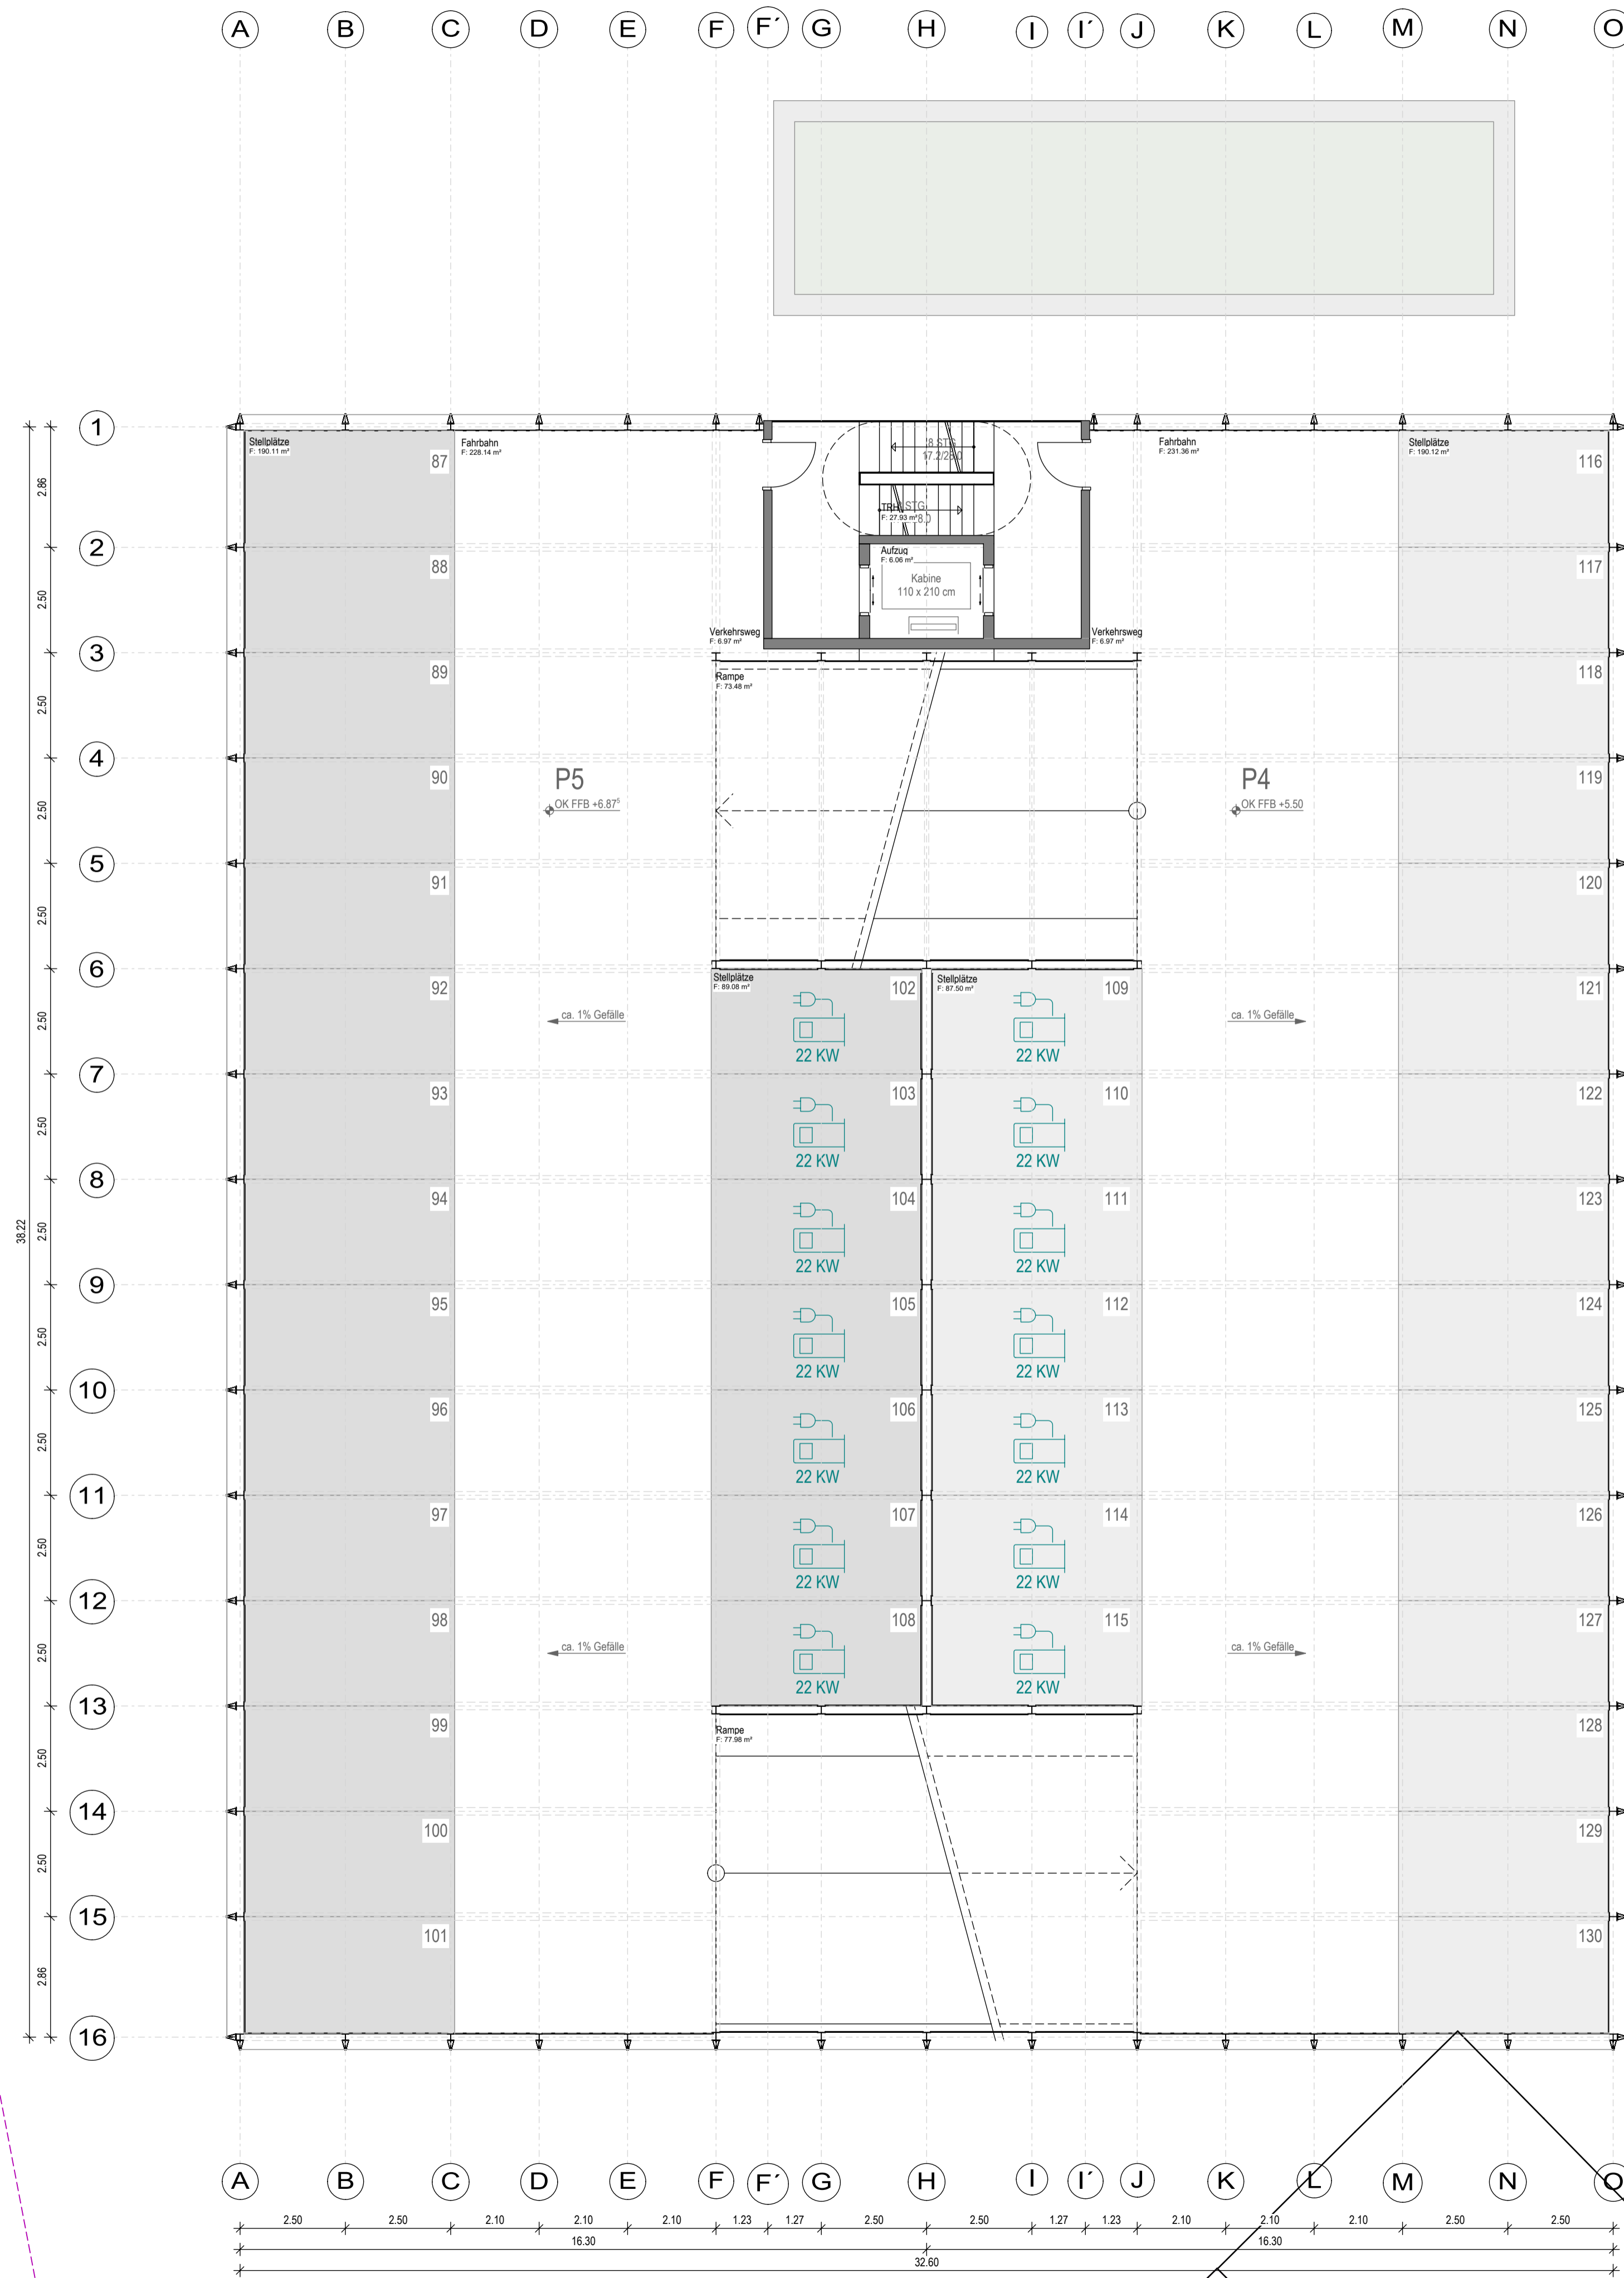 A B C D E F F´ G H I I´ J K L M N O
1
Stellplätze
F: 190.11 m²
87
Fahrbahn
F: 228.14 m²
8 STG
TRH
F: 27.93 m²
STG
8.0
Fahrbahn
F: 231.36 m²
Stellplätze
F: 190.12 m²
116
2.86
2
88
Aufzug
F: 6.06 m²
Kabine
110 x 210 cm
117
2.50
Verkehrsweg
F: 6.97 m²
Verkehrsweg
F: 6.97 m²
3
89
Rampe
F: 73.48 m²
118
2.50
4
90
P5
OK FFB +6.87⁵
P4
OK FFB +5.50
119
2.50
5
91
120
2.50
6
92
Stellplätze
F: 89.08 m²
102
Stellplätze
F: 87.50 m²
109
121
2.50
ca. 1% Gefälle
ca. 1% Gefälle
22 KW
22 KW
7
93
103
110
122
2.50
22 KW
22 KW
8
94
104
111
123
38.22
2.50
22 KW
22 KW
9
95
105
112
124
2.50
22 KW
22 KW
10
96
106
113
125
2.50
22 KW
22 KW
11
97
107
114
126
2.50
22 KW
22 KW
12
98
108
115
127
2.50
ca. 1% Gefälle
ca. 1% Gefälle
22 KW
22 KW
13
99
Rampe
F: 77.98 m²
128
2.50
14
100
129
2.50
15
101
130
2.86
16
A B C D E F F´ G H I I´ J K L M N O
2.50 2.50 2.10 2.10 2.10 1.23 1.27 2.50 2.50 1.27 1.23 2.10 2.10 2.10 2.50 2.50
16.30 16.30
32.60